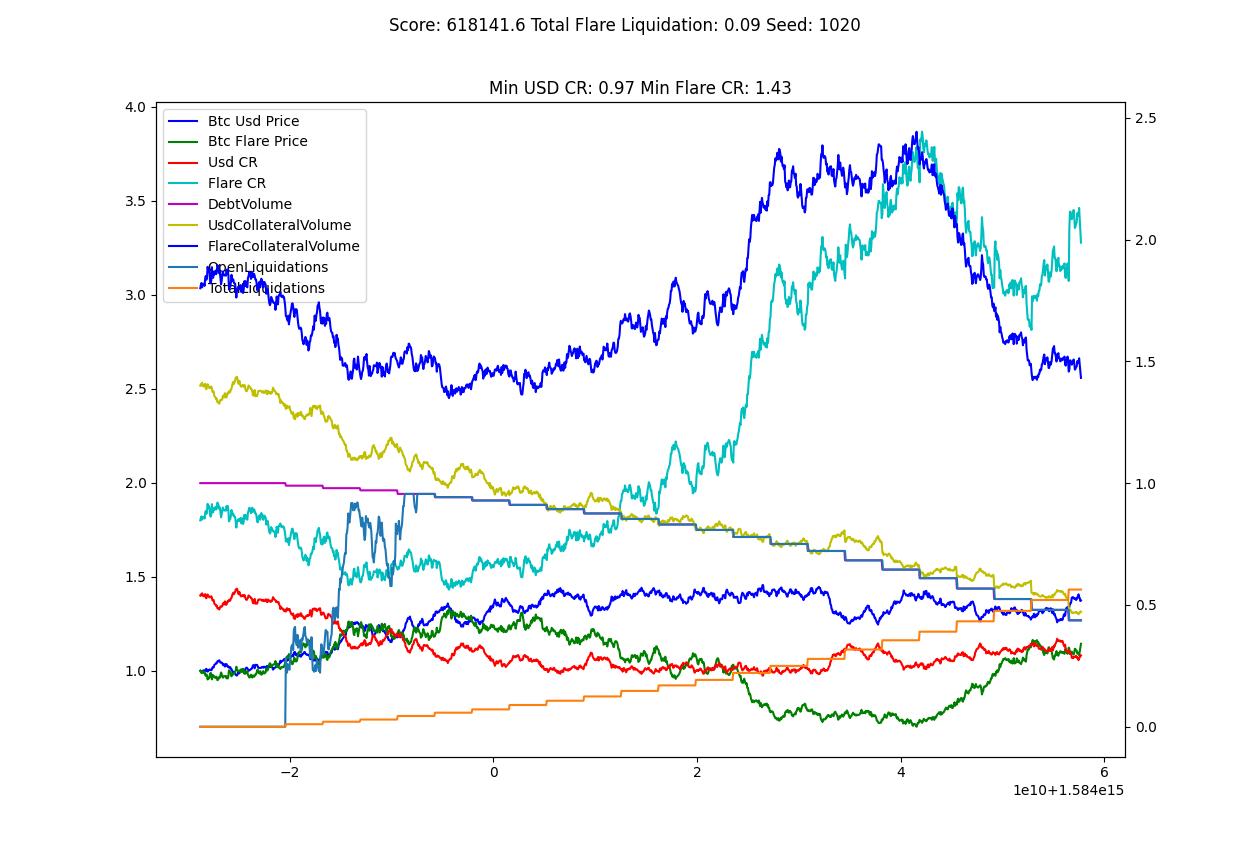 Score: 618141.6 Total Flare Liquidation: 0.09 Seed: 1020
Min USD CR: 0.97 Min Flare CR: 1.43
Btc Usd Price
Btc Flare Price
Usd CR
Flare CR
DebtVolume
UsdCollateralVolume
FlareCollateralVolume
OpenLiquidations
TotalLiquidations
4.0
3.5
3.0
2.5
2.0
1.5
1.0
2.5
2.0
1.5
1.0
0.5
0.0
−2
0
2
4
6
1e10+1.584e15